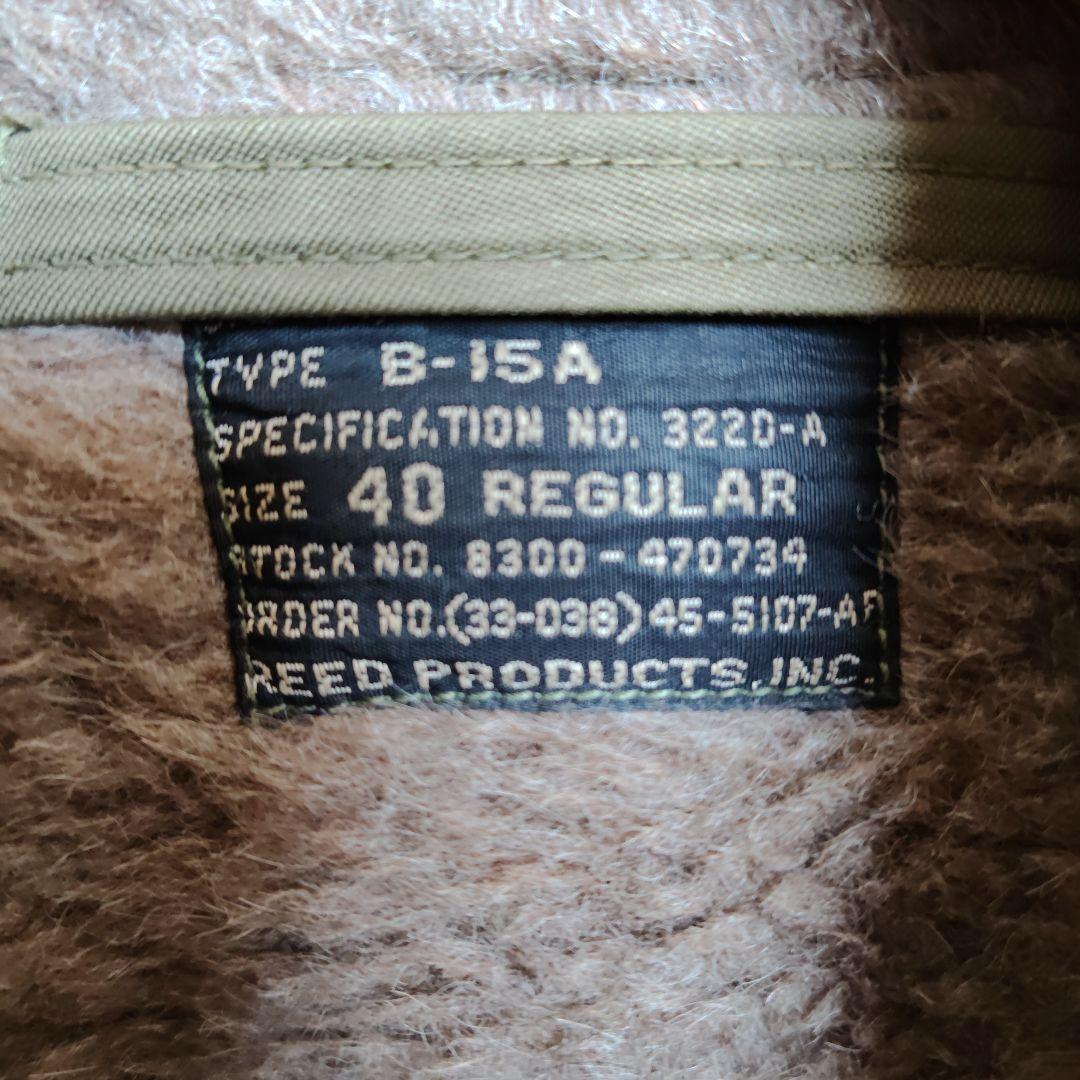 TYPE B-15A
SPECIFICATION NO. 3220-A
SIZE 40 REGULAR
STOCK NO. 8300-470734
ORDER NO.(33-038)45-5107-AF
REED PRODUCTS, INC.